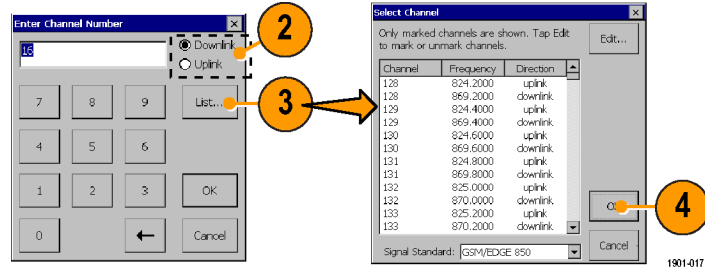 Enter Channel Number
16
Downlink
Uplink
2
7 8 9 List...
3
4 5 6
1 2 3 OK
0 Cancel
Select Channel
Only marked channels are shown. Tap Edit
to mark or unmark channels.
Edit...
Channel Frequency Direction
128 824.2000 uplink
128 869.2000 downlink
129 824.4000 uplink
129 869.4000 downlink
130 824.6000 uplink
130 869.6000 downlink
131 824.8000 uplink
131 869.8000 downlink
132 825.0000 uplink
132 870.0000 downlink
133 825.2000 uplink
133 870.2000 downlink
4
Signal Standard: GSM/EDGE 850
Cancel
1901-017